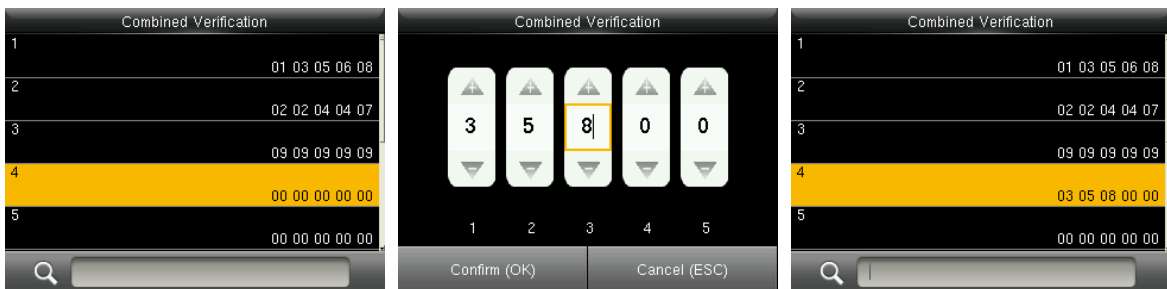 Combined Verification
1
01 03 05 06 08
2
02 02 04 04 07
3
09 09 09 09 09
4
00 00 00 00 00
5
00 00 00 00 00
Combined Verification
3 5 8 0 0
1 2 3 4 5
Confirm (OK) Cancel (ESC)
Combined Verification
1
01 03 05 06 08
2
02 02 04 04 07
3
09 09 09 09 09
4
03 05 08 00 00
5
00 00 00 00 00